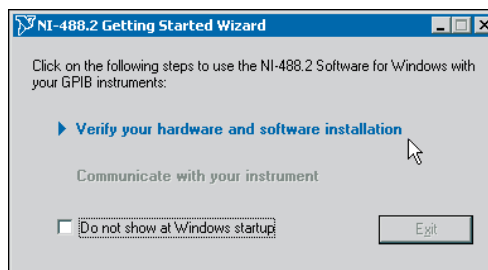 NI-488.2 Getting Started Wizard
Click on the following steps to use the NI-488.2 Software for Windows with
your GPIB instruments:
Verify your hardware and software installation
Communicate with your instrument
Do not show at Windows startup
Exit